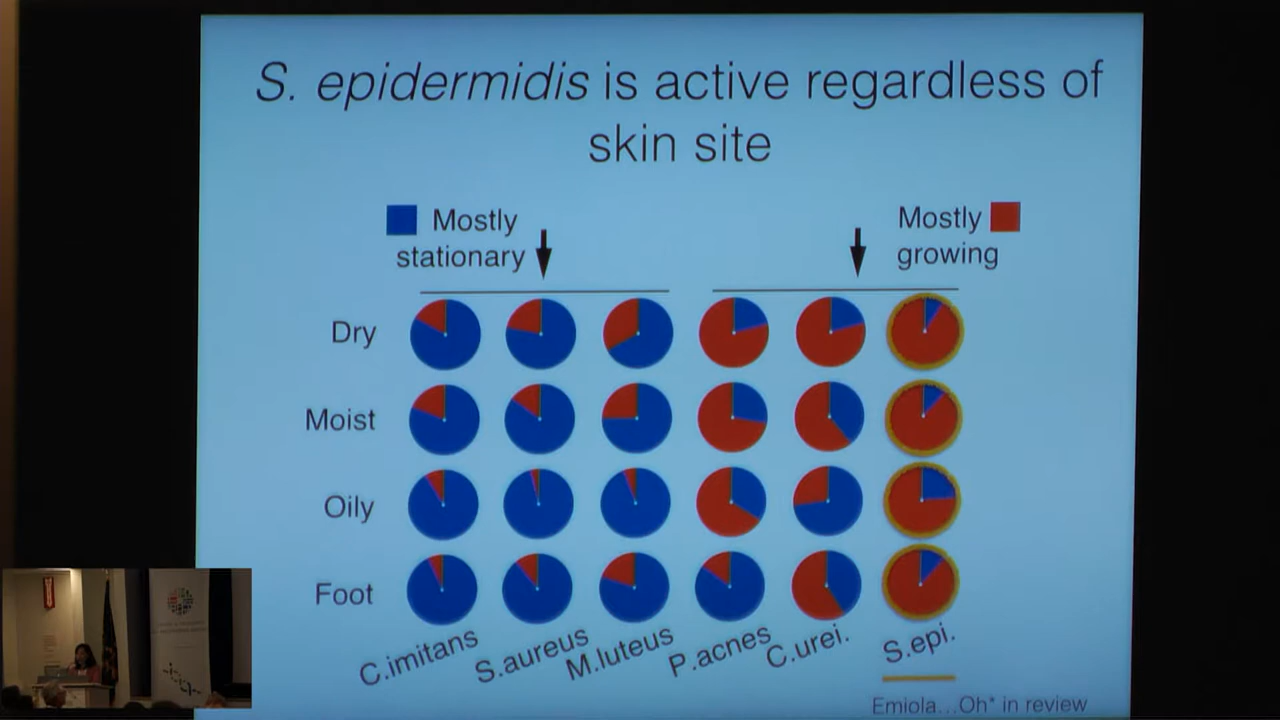 S. epidermidis is active regardless of
skin site
Mostly
stationary
Mostly
growing
Dry
Moist
Oily
Foot
C.imitans
S.aureus
M.luteus
P.acnes
C.urei.
S.epi.
Emiola...Oh* in review